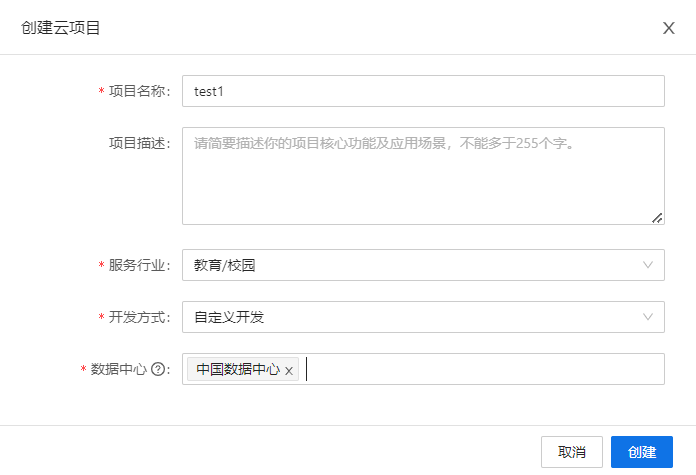 创建云项目
* 项目名称: test1
项目描述: 请简要描述你的项目核心功能及应用场景，不能多于255个字。
* 服务行业: 教育/校园
* 开发方式: 自定义开发
* 数据中心 ?: 中国数据中心 x
取消 创建